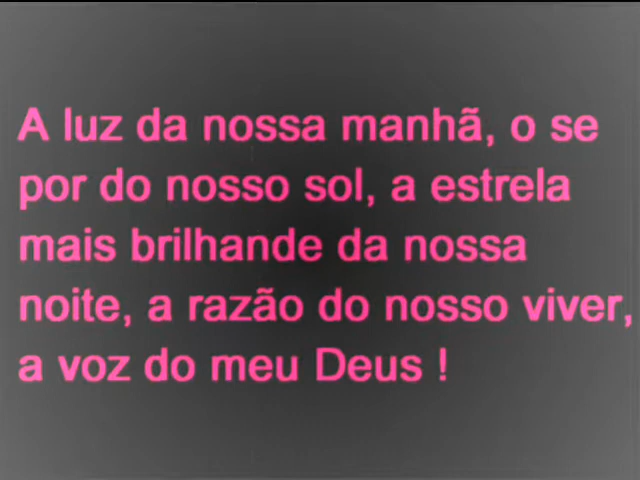 A luz da nossa manhã, o se
por do nosso sol, a estrela
mais brilhande da nossa
noite, a razão do nosso viver,
a voz do meu Deus !